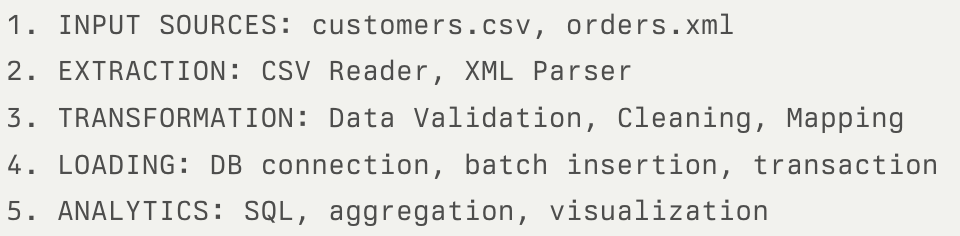 1. INPUT SOURCES: customers.csv, orders.xml
2. EXTRACTION: CSV Reader, XML Parser
3. TRANSFORMATION: Data Validation, Cleaning, Mapping
4. LOADING: DB connection, batch insertion, transaction
5. ANALYTICS: SQL, aggregation, visualization